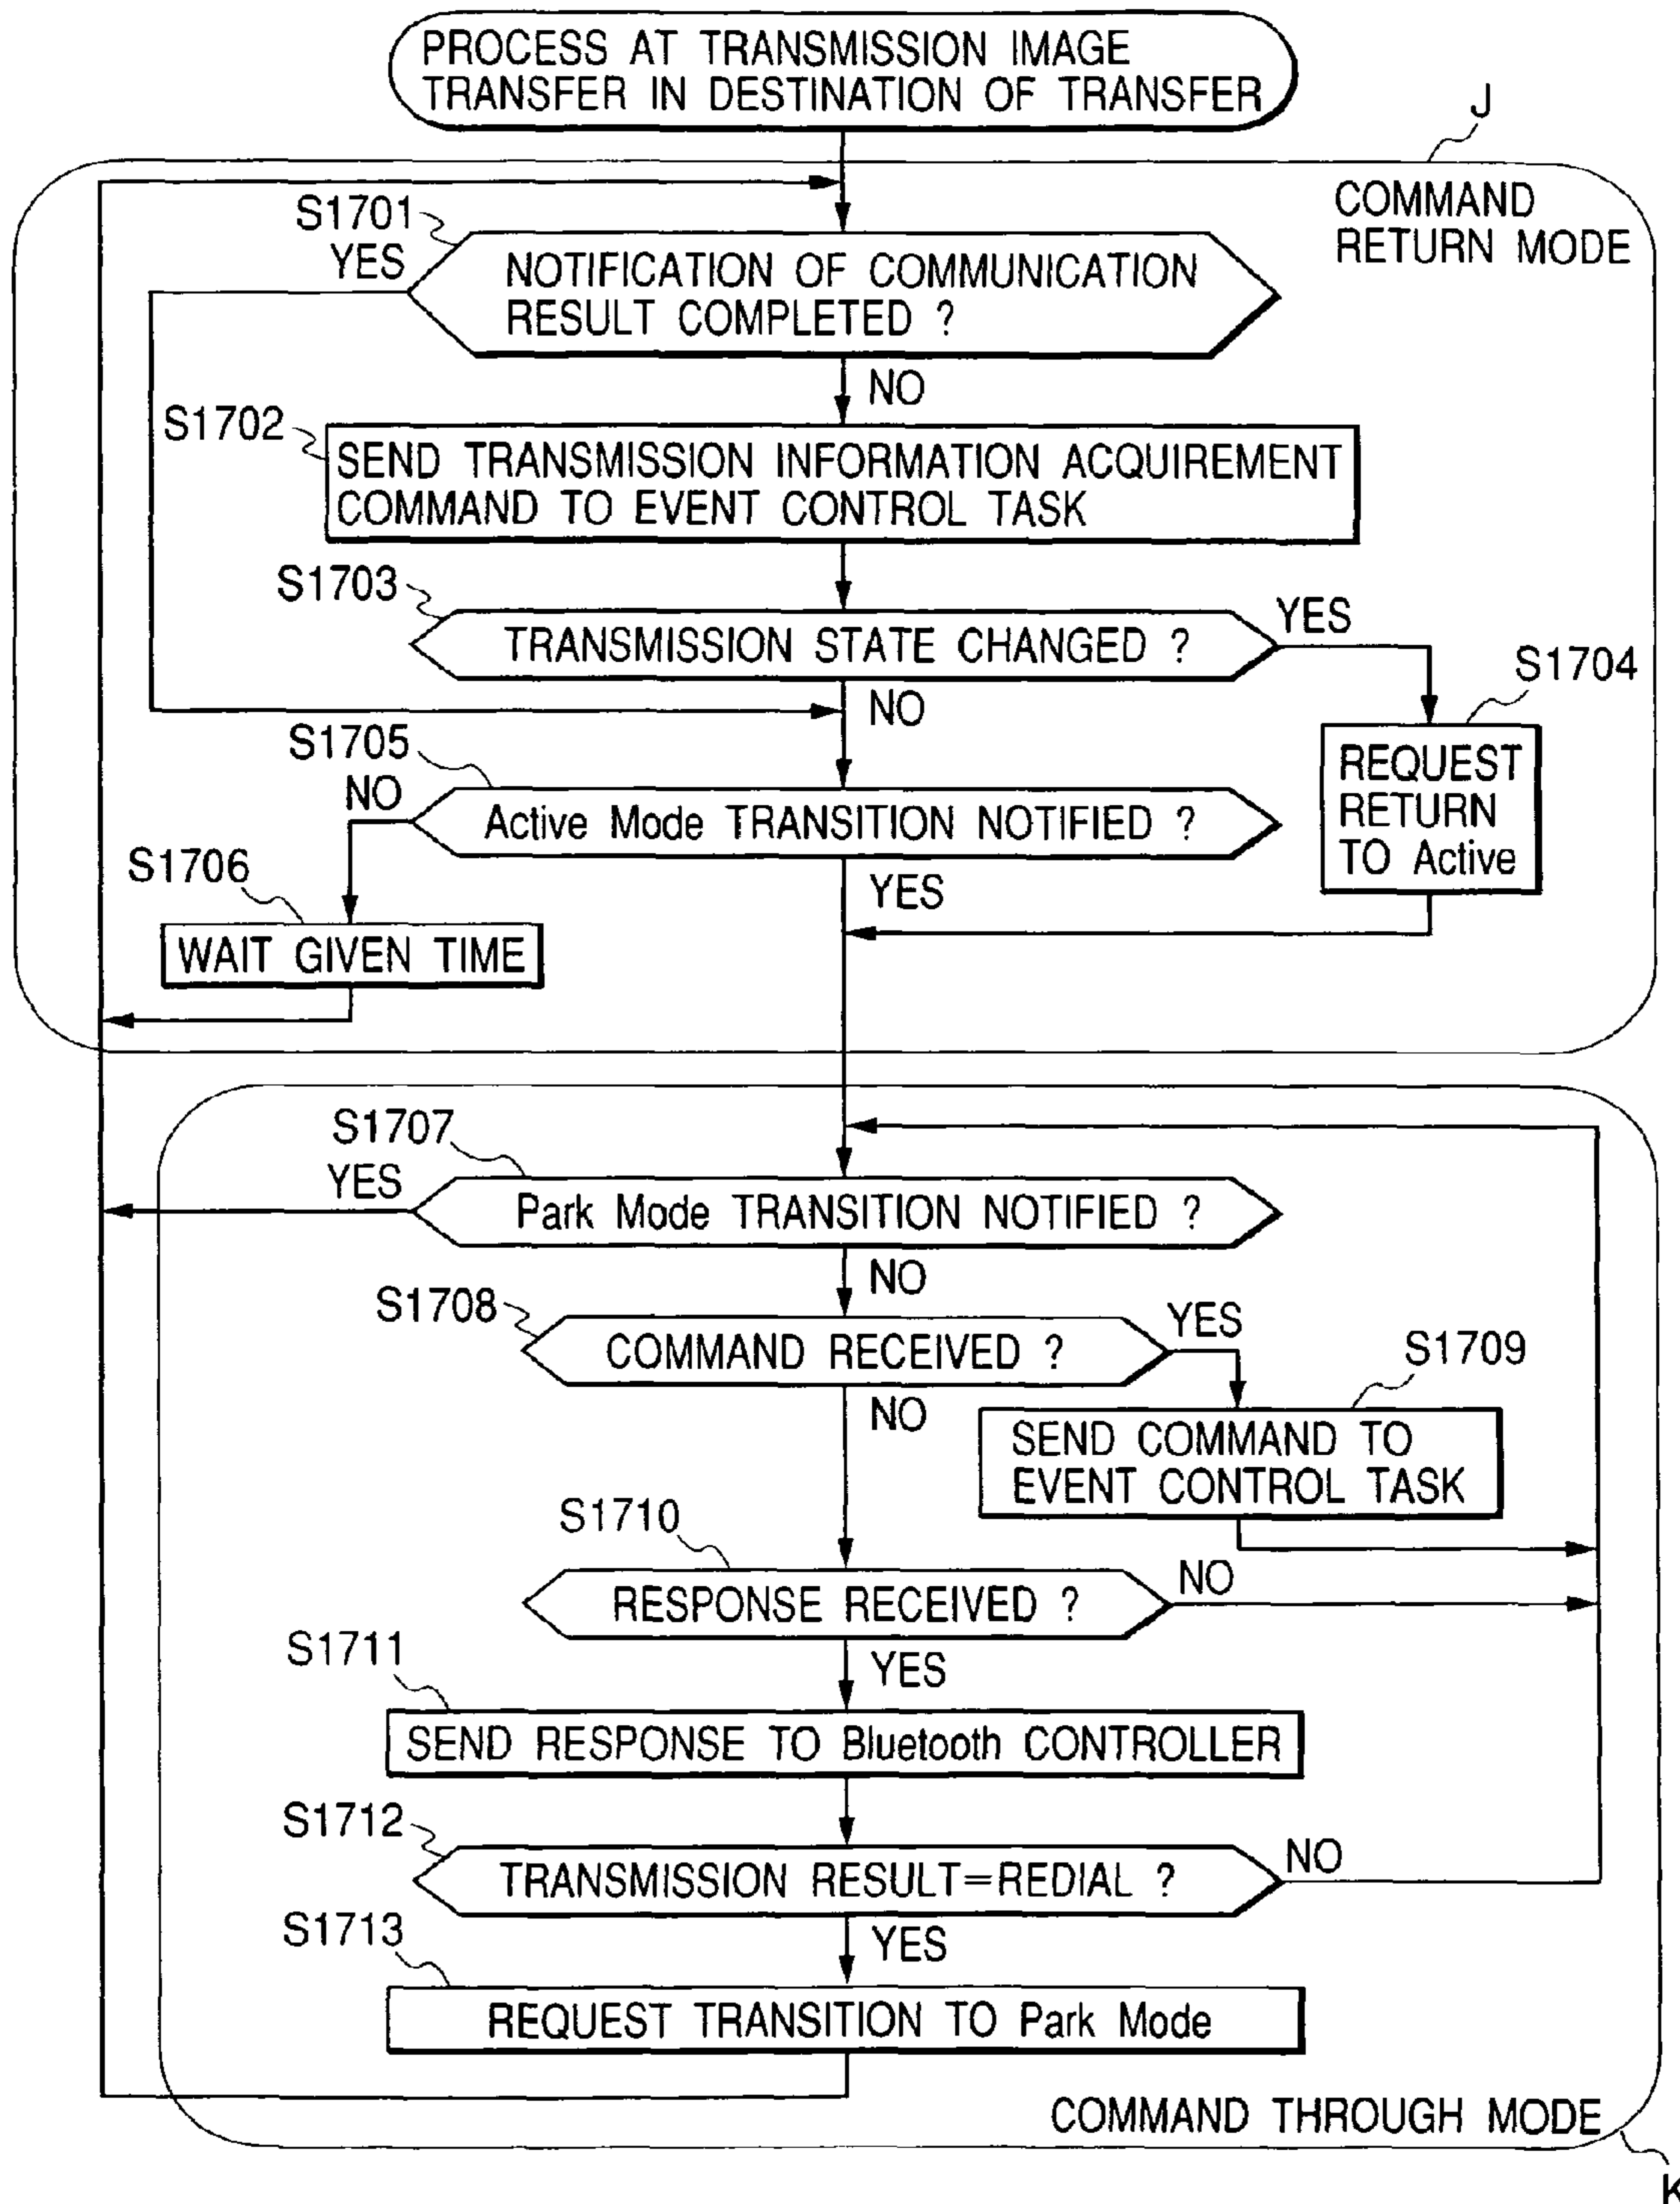 PROCESS AT TRANSMISSION IMAGE
TRANSFER IN DESTINATION OF TRANSFER
J
COMMAND
RETURN MODE
S1701
YES
NOTIFICATION OF COMMUNICATION
RESULT COMPLETED ?
NO
S1702
SEND TRANSMISSION INFORMATION ACQUIREMENT
COMMAND TO EVENT CONTROL TASK
S1703
TRANSMISSION STATE CHANGED ?
YES
S1704
NO
REQUEST
RETURN
TO Active
S1705
NO
Active Mode TRANSITION NOTIFIED ?
S1706
YES
WAIT GIVEN TIME
S1707
YES
Park Mode TRANSITION NOTIFIED ?
NO
S1708
COMMAND RECEIVED ?
YES
S1709
NO
SEND COMMAND TO
EVENT CONTROL TASK
S1710
RESPONSE RECEIVED ?
NO
S1711
YES
SEND RESPONSE TO Bluetooth CONTROLLER
S1712
TRANSMISSION RESULT=REDIAL ?
NO
S1713
YES
REQUEST TRANSITION TO Park Mode
COMMAND THROUGH MODE
K